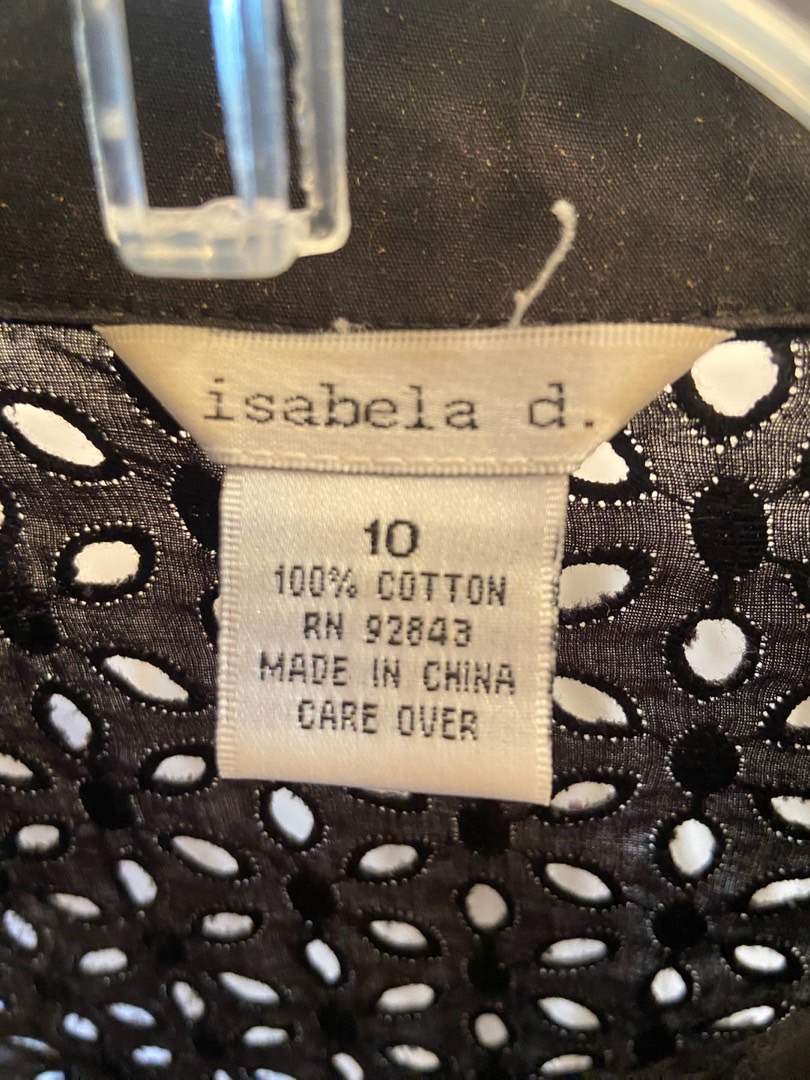 isabela d.
10
100% COTTON
RN 92843
MADE IN CHINA
CARE OVER